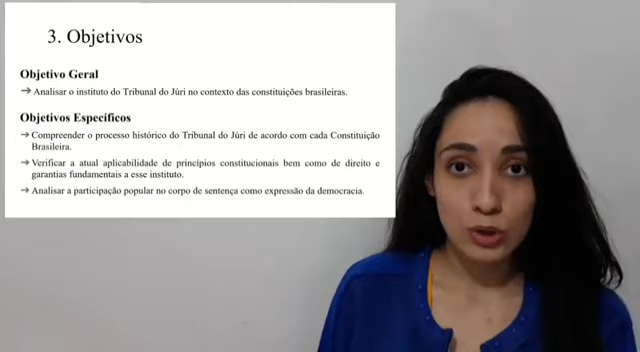 3. Objetivos
Objetivo Geral
→ Analisar o instituto do Tribunal do Júri no contexto das constituições brasileiras.
Objetivos Específicos
→ Compreender o processo histórico do Tribunal do Júri de acordo com cada Constituição
Brasileira.
→ Verificar a atual aplicabilidade de princípios constitucionais bem como de direito e
garantias fundamentais a esse instituto.
→ Analisar a participação popular no corpo de sentença como expressão da democracia.